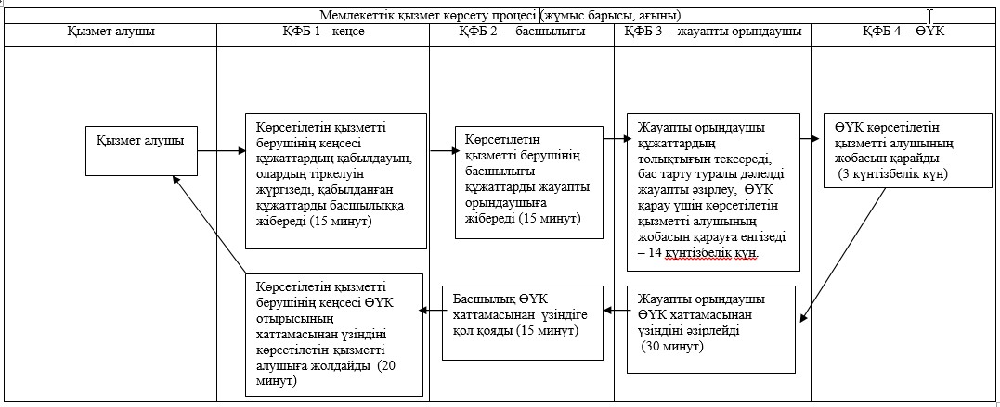 Мемлекеттік қызмет көрсету процесі (жұмыс барысы, ағыны)
Қызмет алушы
ҚФБ 1 - кеңсе
ҚФБ 2 - басшылығы
ҚФБ 3 - жауапты орындаушы
ҚФБ 4 - ӨҮК
Қызмет алушы
Көрсетілетін қызметті
берушінің кеңсесі
құжаттардың қабылдауын,
олардың тіркелуін
жүргізеді, қабылданған
құжаттарды басшылыққа
жібереді (15 минут)
Көрсетілетін
қызметті берушінің
басшылығы
құжаттарды жауапты
орындаушыға
жібереді (15 минут)
Жауапты орындаушы
құжаттардың
толықтығын тексереді,
бас тарту туралы дәлелді
жауапты әзірлеу, ӨҮК
қарау үшін көрсетілетін
қызметті алушының
жобасын қарауға енгізеді
– 14 күнтізбелік күн.
ӨҮК көрсетілетін
қызметті алушының
жобасын қарайды
(3 күнтізбелік күн)
Көрсетілетін қызметті
берушінің кеңсесі ӨҮК
отырысының
хаттамасынан үзіндіні
көрсетілетін қызметті
алушыға жолдайды (20
минут)
Басшылық ӨҮК
хаттамасынан үзіндіге
қол қояды (15 минут)
Жауапты орындаушы
ӨҮК хаттамасынан
үзіндіні әзірлейді
(30 минут)